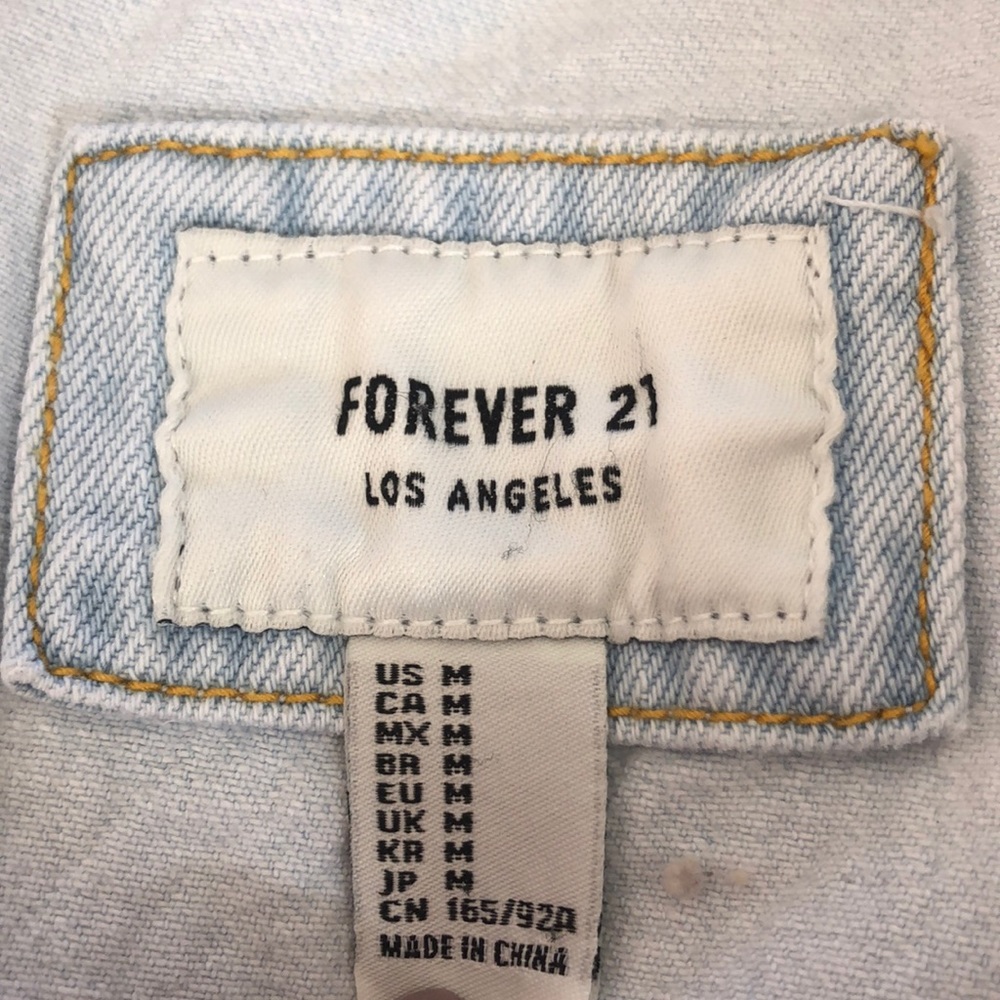 FOREVER 21
LOS ANGELES
US M
CA M
MX M
BR M
EU M
UK M
KR M
JP M
CN 165/92A
MADE IN CHINA